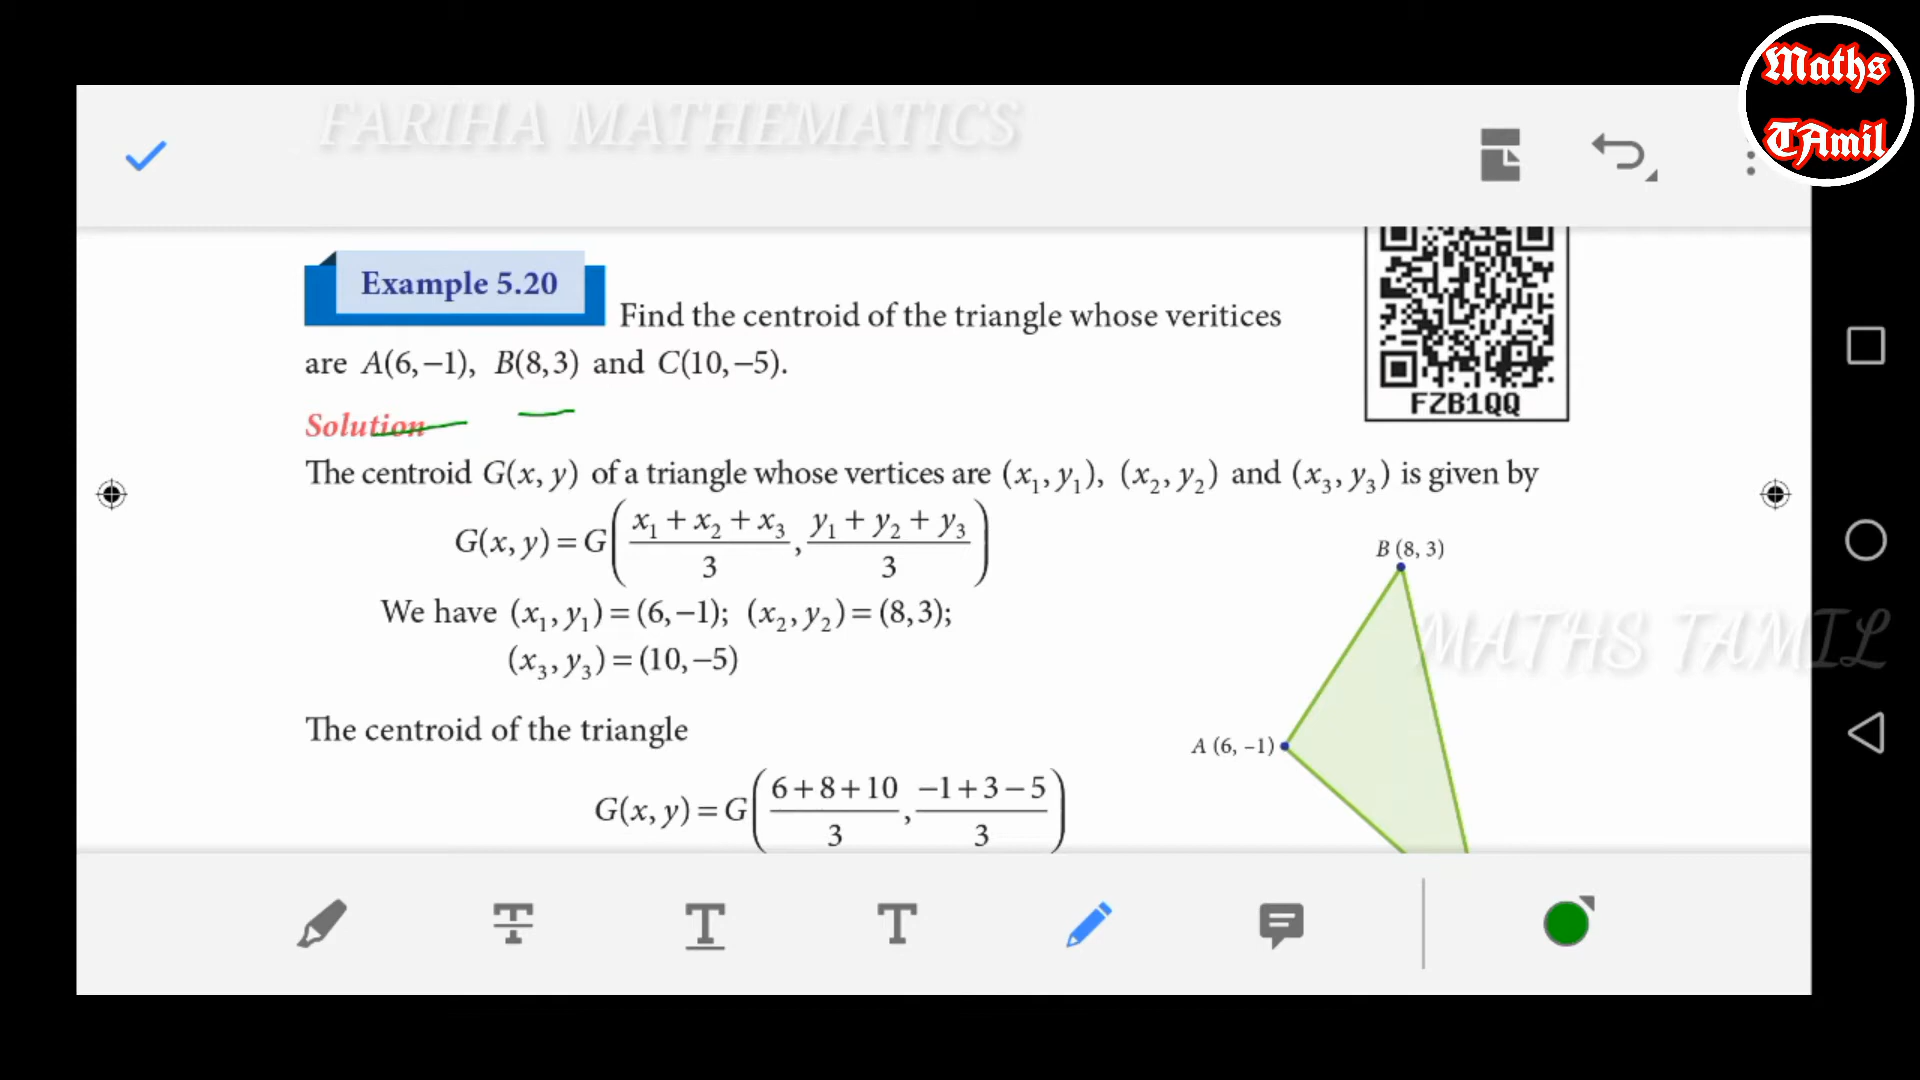 Maths
TAmil
FARIHA MATHEMATICS
Example 5.20
Find the centroid of the triangle whose veritices
are A(6,−1), B(8,3) and C(10,−5).
FZB1QQ
Solution
The centroid G(x, y) of a triangle whose vertices are (x₁, y₁), (x₂, y₂) and (x₃, y₃) is given by
G(x, y) = G((x₁ + x₂ + x₃)/3, (y₁ + y₂ + y₃)/3)
We have (x₁, y₁) = (6,−1); (x₂, y₂) = (8,3);
(x₃, y₃) = (10,−5)
The centroid of the triangle
G(x, y) = G((6 + 8 + 10)/3, (−1 + 3 − 5)/3)
B (8, 3)
MATHS TAMIL
A (6, −1)